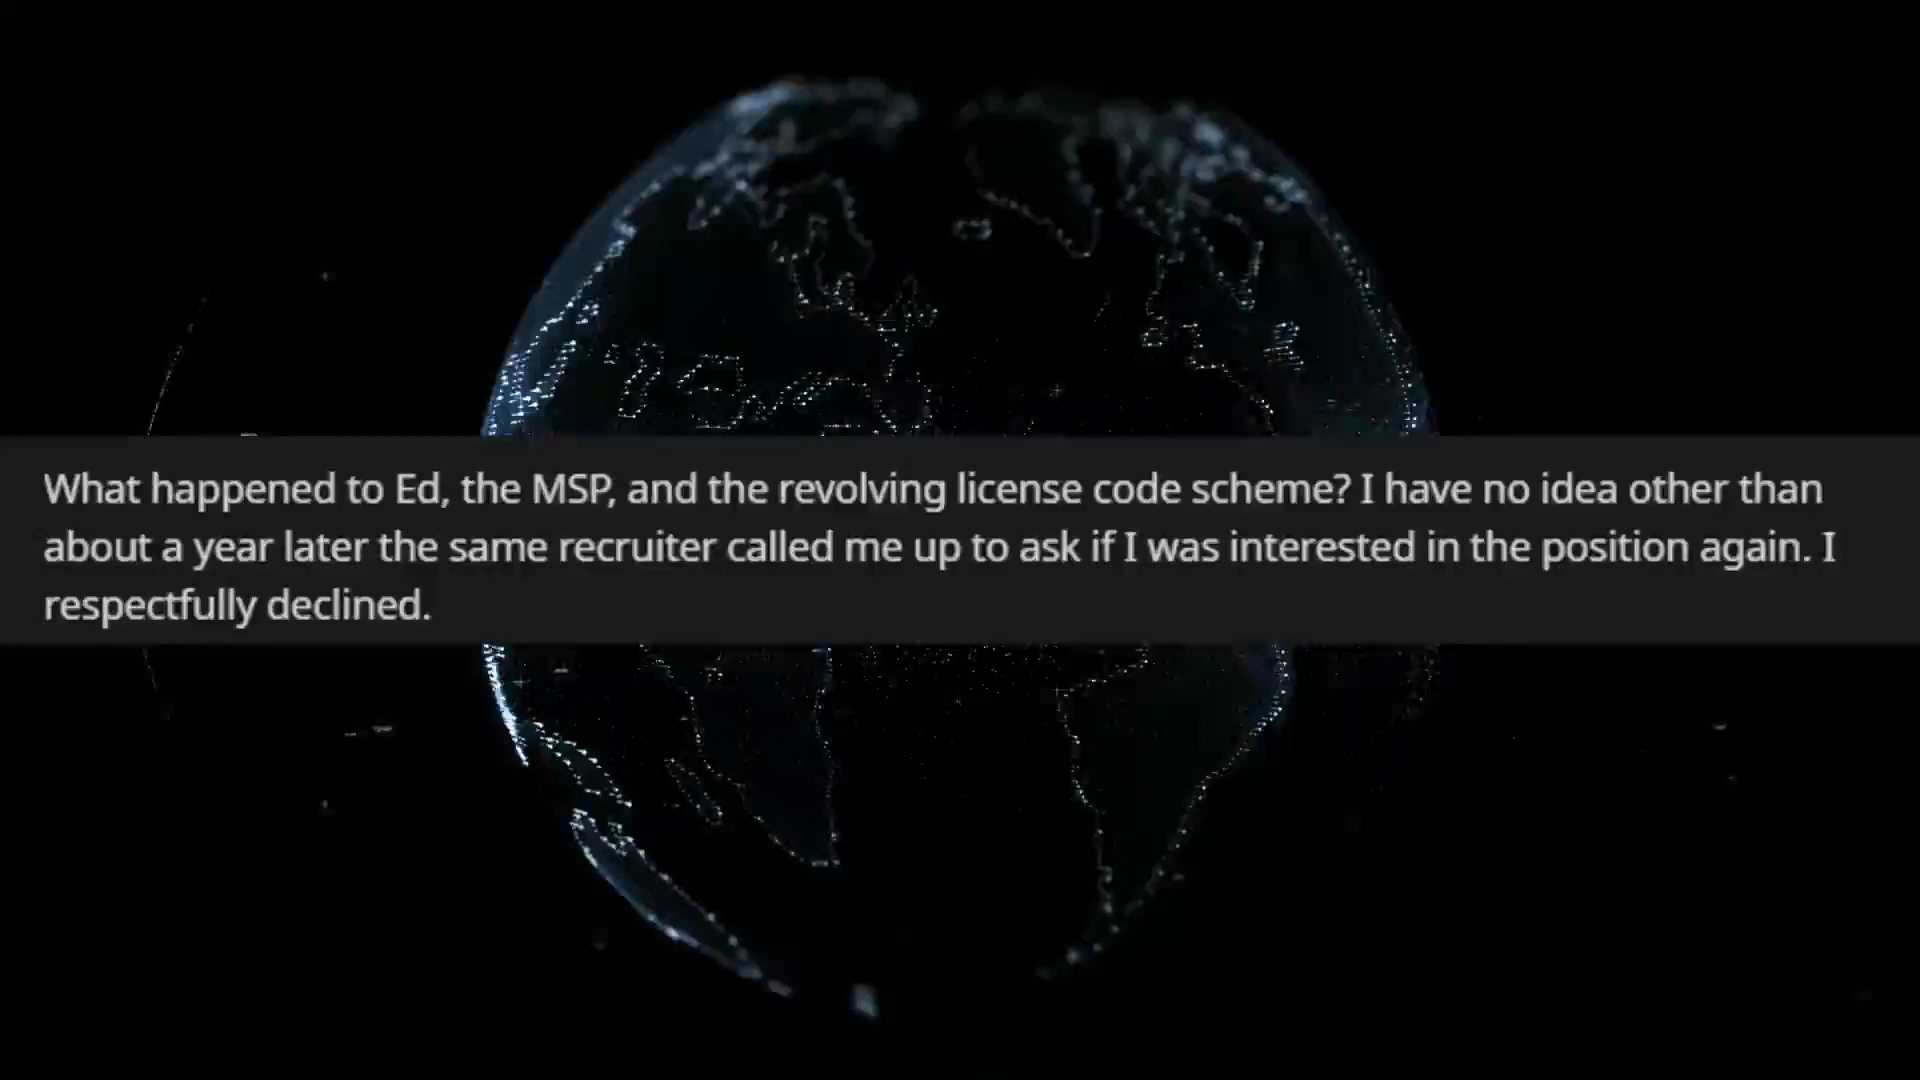 What happened to Ed, the MSP, and the revolving license code scheme? I have no idea other than
about a year later the same recruiter called me up to ask if I was interested in the position again. I
respectfully declined.